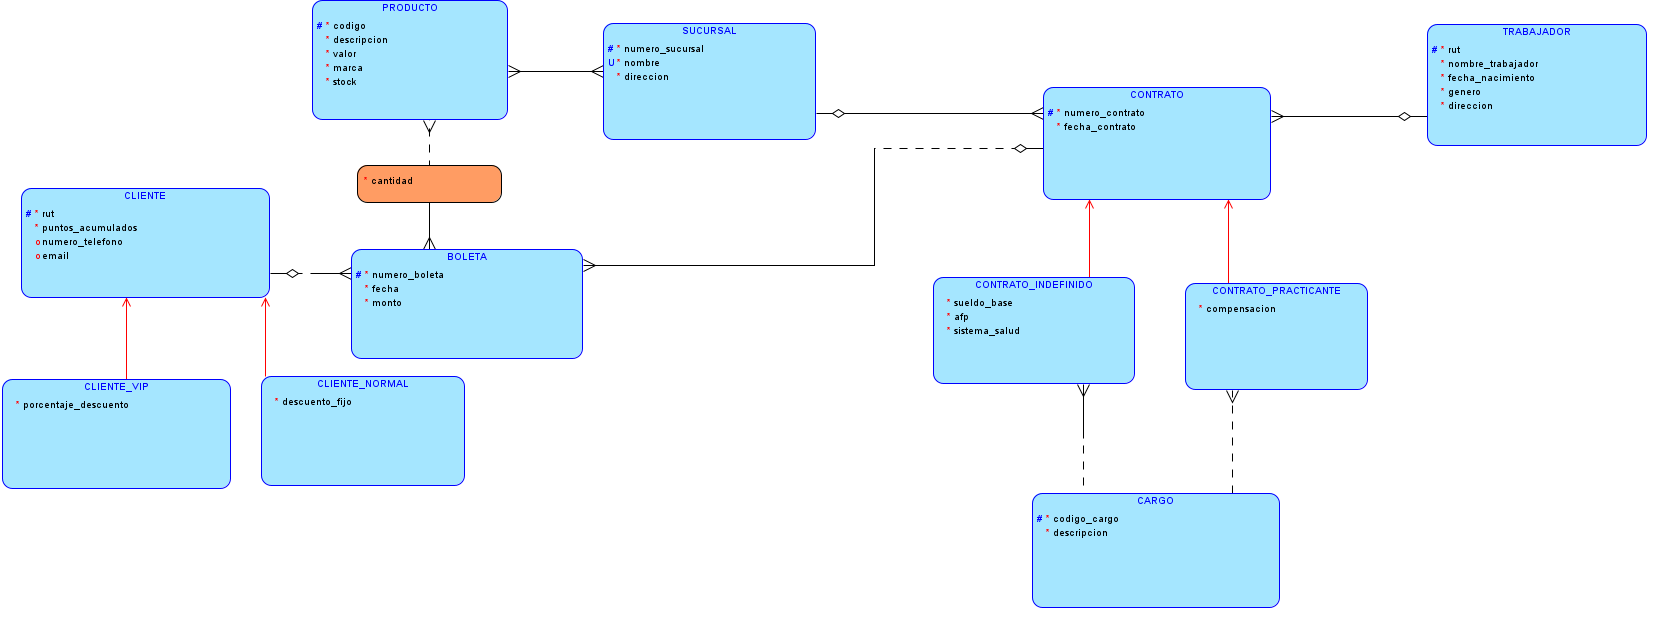 PRODUCTO
# * codigo
* descripcion
* valor
* marca
* stock
SUCURSAL
# * numero_sucursal
U * nombre
* direccion
TRABAJADOR
# * rut
* nombre_trabajador
* fecha_nacimiento
* genero
* direccion
CONTRATO
# * numero_contrato
* fecha_contrato
* cantidad
CLIENTE
# * rut
* puntos_acumulados
o numero_telefono
o email
BOLETA
# * numero_boleta
* fecha
* monto
CONTRATO_INDEFINIDO
* sueldo_base
* afp
* sistema_salud
CONTRATO_PRACTICANTE
* compensacion
CLIENTE_VIP
* porcentaje_descuento
CLIENTE_NORMAL
* descuento_fijo
CARGO
# * codigo_cargo
* descripcion